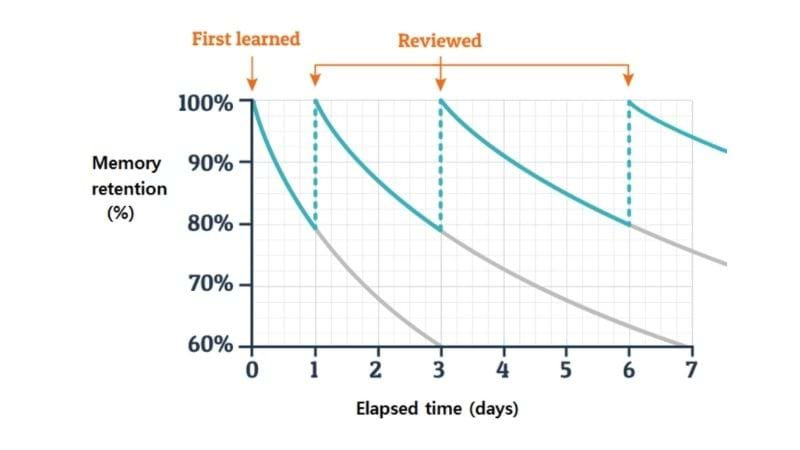 First learned
Reviewed
100%
90%
80%
70%
60%
Memory
retention
(%)
0 1 2 3 4 5 6 7
Elapsed time (days)